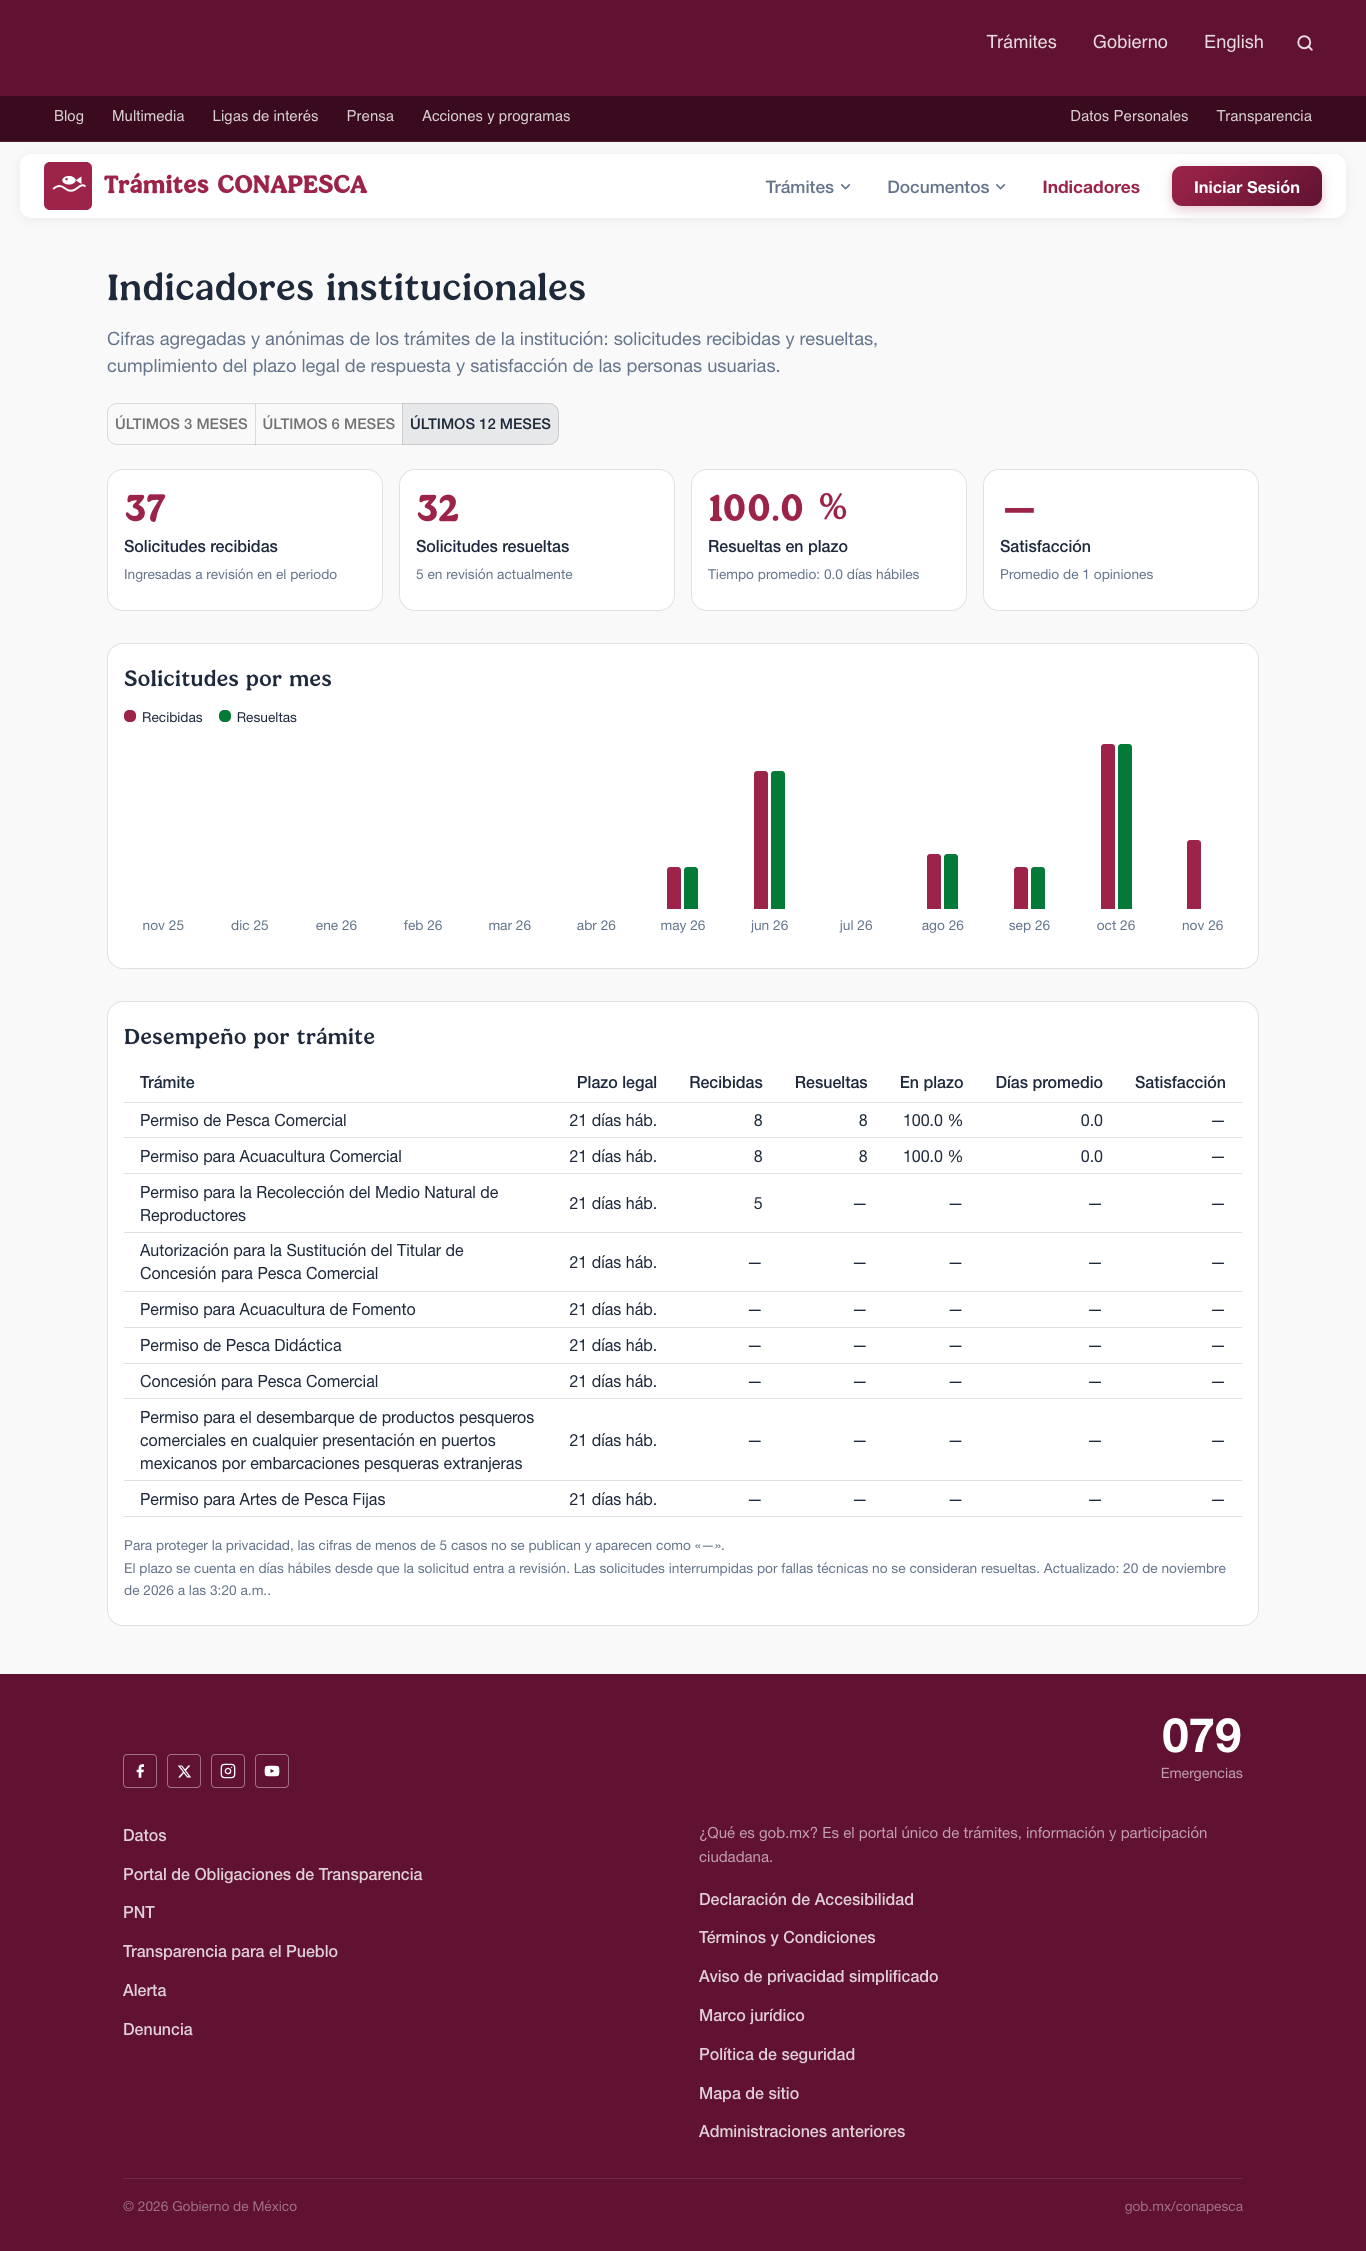 Trámites Gobierno English
Blog Multimedia Ligas de interés Prensa Acciones y programas Datos Personales Transparencia
Trámites CONAPESCA Trámites Documentos Indicadores Iniciar Sesión
Indicadores institucionales
Cifras agregadas y anónimas de los trámites de la institución: solicitudes recibidas y resueltas,
cumplimiento del plazo legal de respuesta y satisfacción de las personas usuarias.
ÚLTIMOS 3 MESES ÚLTIMOS 6 MESES ÚLTIMOS 12 MESES
37
Solicitudes recibidas
Ingresadas a revisión en el periodo
32
Solicitudes resueltas
5 en revisión actualmente
100.0 %
Resueltas en plazo
Tiempo promedio: 0.0 días hábiles
—
Satisfacción
Promedio de 1 opiniones
Solicitudes por mes
Recibidas Resueltas
nov 25 dic 25 ene 26 feb 26 mar 26 abr 26 may 26 jun 26 jul 26 ago 26 sep 26 oct 26 nov 26
Desempeño por trámite
Trámite Plazo legal Recibidas Resueltas En plazo Días promedio Satisfacción
Permiso de Pesca Comercial 21 días háb. 8 8 100.0 % 0.0 —
Permiso para Acuacultura Comercial 21 días háb. 8 8 100.0 % 0.0 —
Permiso para la Recolección del Medio Natural de
Reproductores 21 días háb. 5 — — — —
Autorización para la Sustitución del Titular de
Concesión para Pesca Comercial 21 días háb. — — — — —
Permiso para Acuacultura de Fomento 21 días háb. — — — — —
Permiso de Pesca Didáctica 21 días háb. — — — — —
Concesión para Pesca Comercial 21 días háb. — — — — —
Permiso para el desembarque de productos pesqueros
comerciales en cualquier presentación en puertos 21 días háb. — — — — —
mexicanos por embarcaciones pesqueras extranjeras
Permiso para Artes de Pesca Fijas 21 días háb. — — — — —
Para proteger la privacidad, las cifras de menos de 5 casos no se publican y aparecen como «—».
El plazo se cuenta en días hábiles desde que la solicitud entra a revisión. Las solicitudes interrumpidas por fallas técnicas no se consideran resueltas. Actualizado: 20 de noviembre
de 2026 a las 3:20 a.m..
079
Emergencias
Datos
Portal de Obligaciones de Transparencia
PNT
Transparencia para el Pueblo
Alerta
Denuncia
¿Qué es gob.mx? Es el portal único de trámites, información y participación
ciudadana.
Declaración de Accesibilidad
Términos y Condiciones
Aviso de privacidad simplificado
Marco jurídico
Política de seguridad
Mapa de sitio
Administraciones anteriores
© 2026 Gobierno de México gob.mx/conapesca